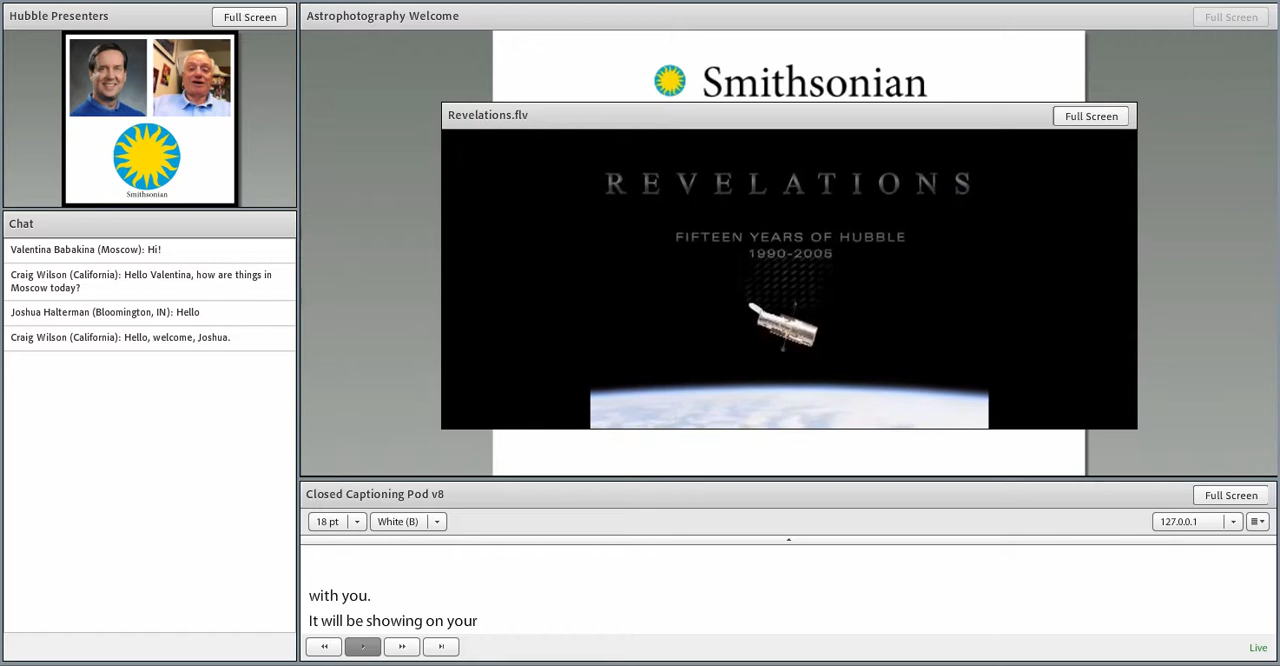 Hubble Presenters
Full Screen
Smithsonian
Chat
Valentina Babakina (Moscow): Hi!
Craig Wilson (California): Hello Valentina, how are things in
Moscow today?
Joshua Halterman (Bloomington, IN): Hello
Craig Wilson (California): Hello, welcome, Joshua.
Astrophotography Welcome
Full Screen
Smithsonian
Revelations.flv
Full Screen
REVELATIONS
FIFTEEN YEARS OF HUBBLE
1990-2005
Closed Captioning Pod v8
Full Screen
18 pt
White (B)
127.0.0.1
with you.
It will be showing on your
Live